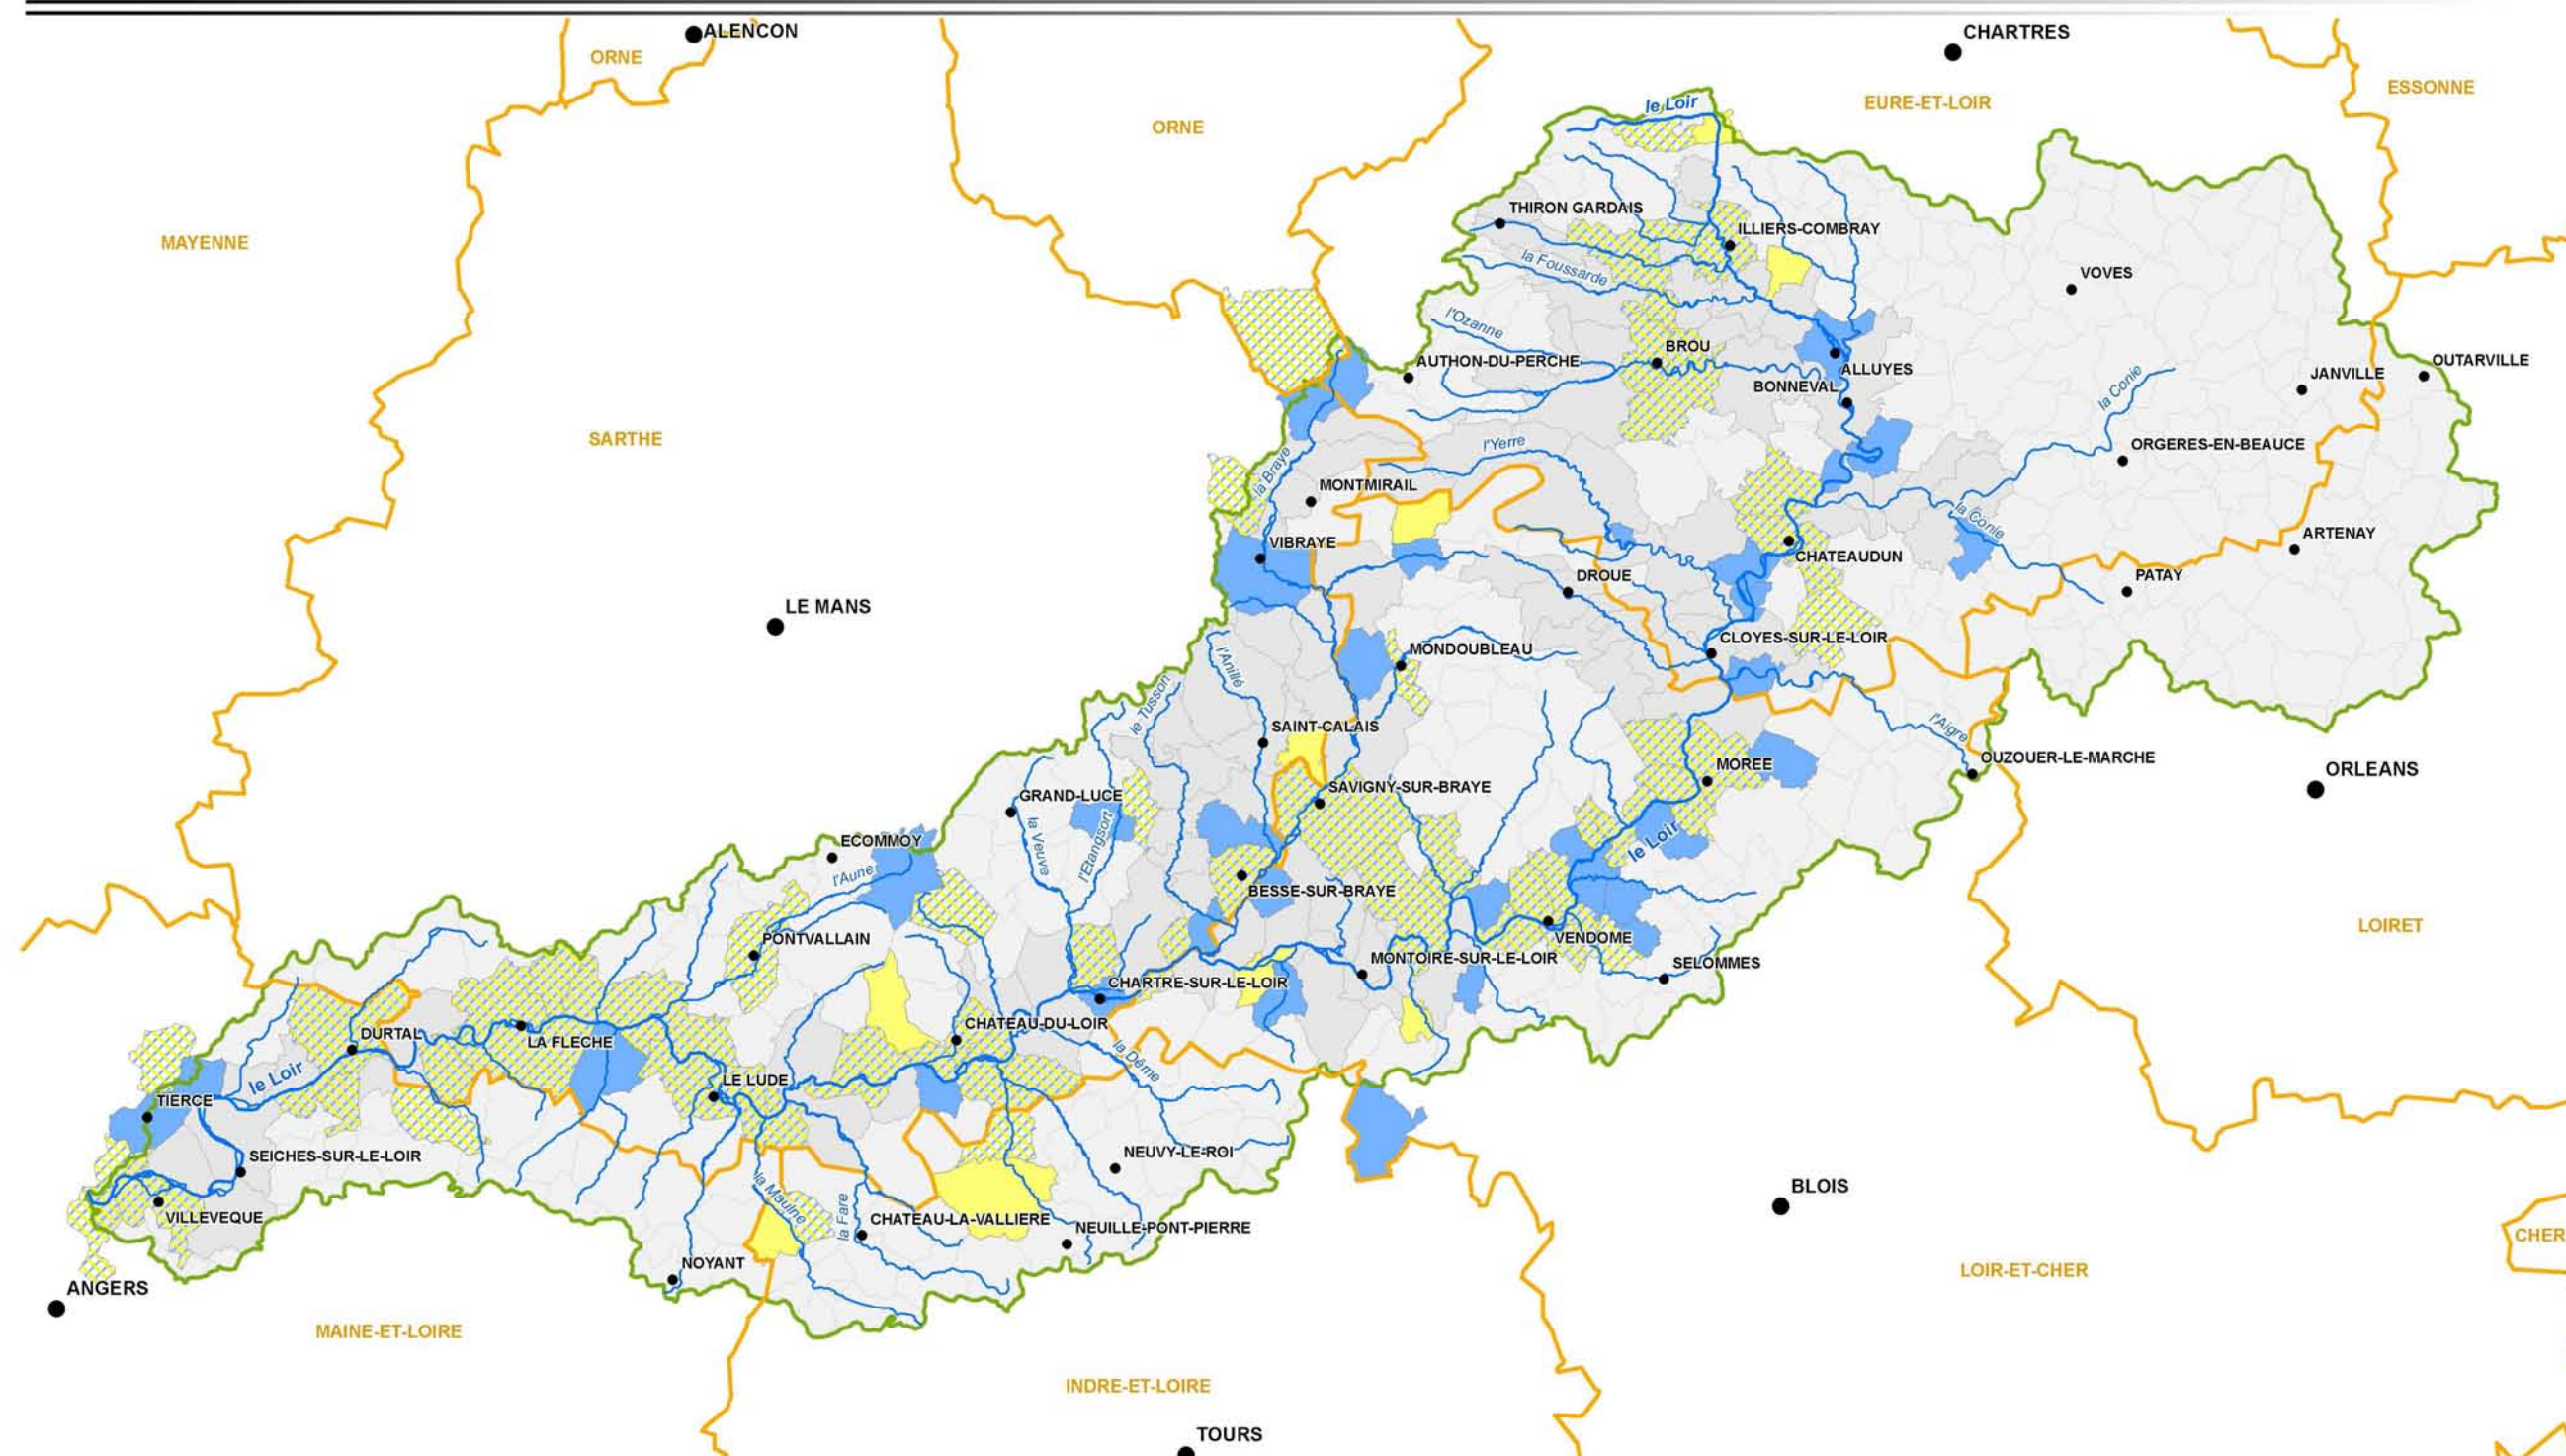 ALENCON
CHARTRES
ORNE
ESSONNE
le Loir
EURE-ET-LOIR
ORNE
THIRON GARDAIS
ILLIERS-COMBRAY
MAYENNE
la Foussarde
VOVES
l'Ozanne
BROU
AUTHON-DU-PERCHE
OUTARVILLE
ALLUYES
JANVILLE
BONNEVAL
la Conie
SARTHE
l'Yerre
ORGERES-EN-BEAUCE
la Braye
MONTMIRAIL
la Conie
VIBRAYE
ARTENAY
CHATEAUDUN
DROUE
PATAY
LE MANS
CLOYES-SUR-LE-LOIR
MONDOUBLEAU
l'Anille
le Tusson
SAINT-CALAIS
l'Aigre
OUZOUER-LE-MARCHE
MOREE
ORLEANS
SAVIGNY-SUR-BRAYE
GRAND-LUCE
ECOMMOY
la Veuve
l'Etangsort
le Loir
l'Aune
BESSE-SUR-BRAYE
LOIRET
PONTVALLAIN
VENDOME
MONTOIRE-SUR-LE-LOIR
SELOMMES
CHARTRE-SUR-LE-LOIR
CHATEAU-DU-LOIR
DURTAL
LA FLECHE
la Dême
le Loir
LE LUDE
TIERCE
NEUVY-LE-ROI
SEICHES-SUR-LE-LOIR
BLOIS
la Maulne
la Fare
VILLEVEQUE
CHATEAU-LA-VALLIERE
NEUILLE-PONT-PIERRE
CHER
NOYANT
LOIR-ET-CHER
ANGERS
MAINE-ET-LOIRE
INDRE-ET-LOIRE
TOURS